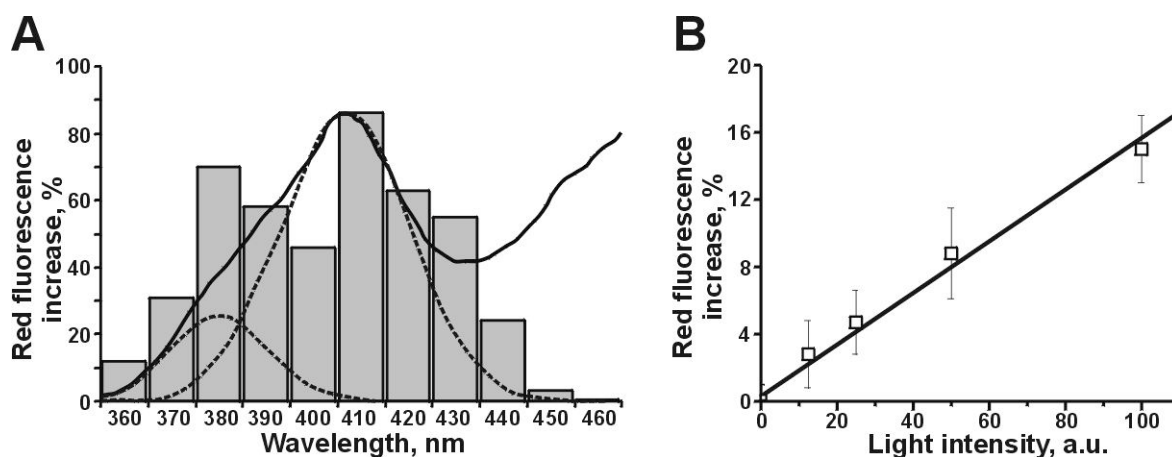 A
Red fluorescence
increase, %
100
80
60
40
20
0
360 370 380 390 400 410 420 430 440 450 460
Wavelength, nm
B
Red fluorescence
increase, %
20
16
12
8
4
0
0 20 40 60 80 100
Light intensity, a.u.